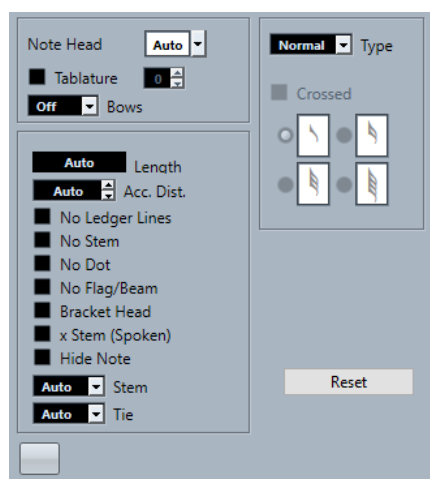 Note Head Auto
Tablature 0
Off Bows
Auto Length
Auto Acc. Dist.
No Ledger Lines
No Stem
No Dot
No Flag/Beam
Bracket Head
x Stem (Spoken)
Hide Note
Auto Stem
Auto Tie
Normal Type
Crossed
Reset